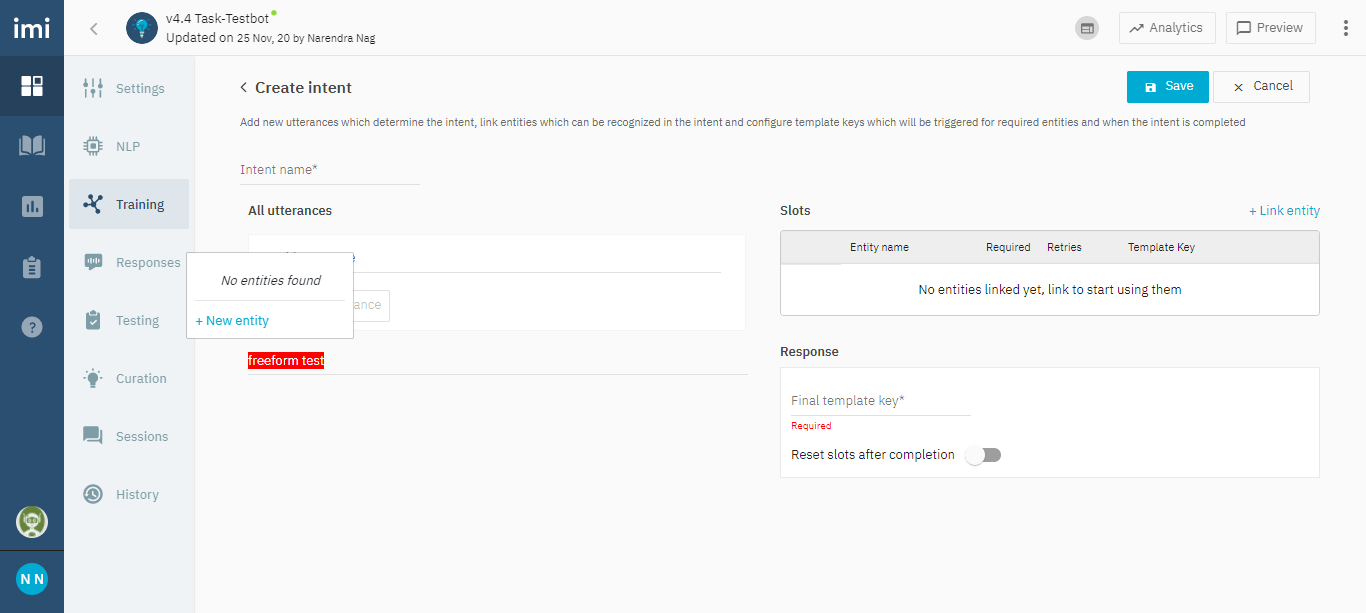 imi
v4.4 Task-Testbot
Updated on 25 Nov, 20 by Narendra Nag
Analytics
Preview
Settings
NLP
Training
Responses
Testing
Curation
Sessions
History
NN
Create intent
Save
Cancel
Add new utterances which determine the intent, link entities which can be recognized in the intent and configure template keys which will be triggered for required entities and when the intent is completed
Intent name*
All utterances
No entities found
+ New entity
freeform test
Slots
+ Link entity
Entity name Required Retries Template Key
No entities linked yet, link to start using them
Response
Final template key*
Required
Reset slots after completion